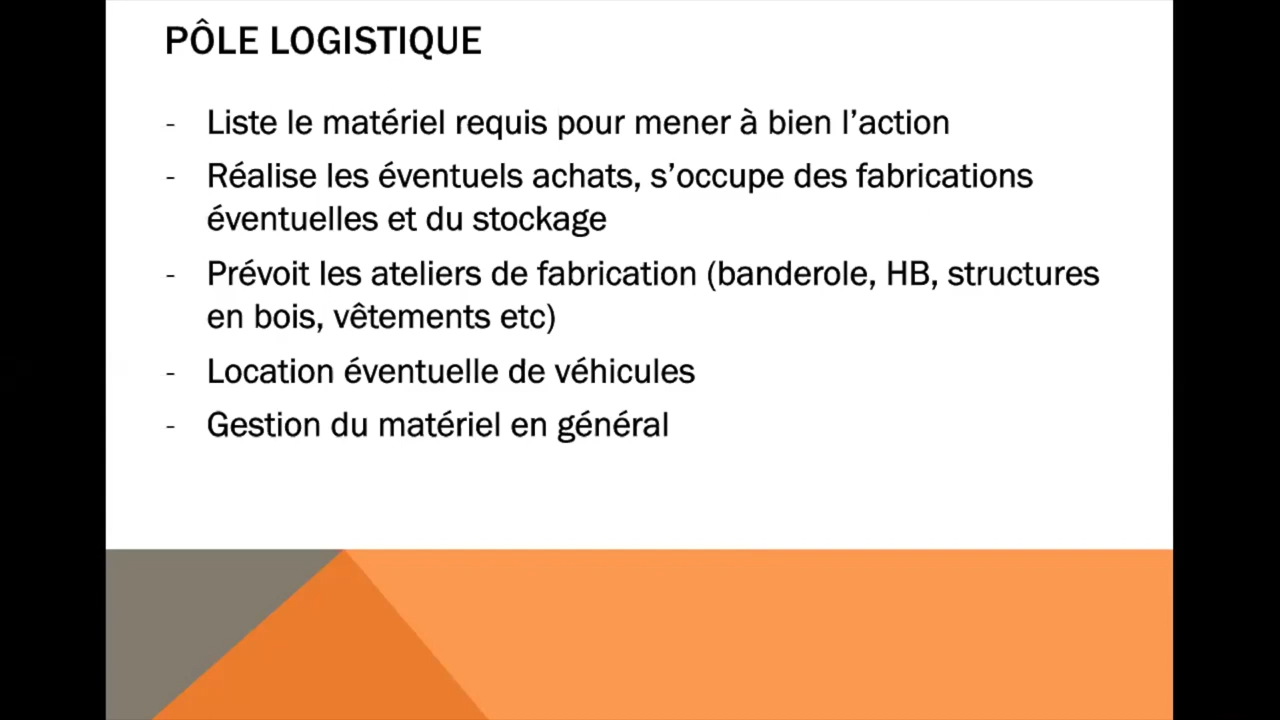 PÔLE LOGISTIQUE
- Liste le matériel requis pour mener à bien l’action
- Réalise les éventuels achats, s’occupe des fabrications
éventuelles et du stockage
- Prévoit les ateliers de fabrication (banderole, HB, structures
en bois, vêtements etc)
- Location éventuelle de véhicules
- Gestion du matériel en général